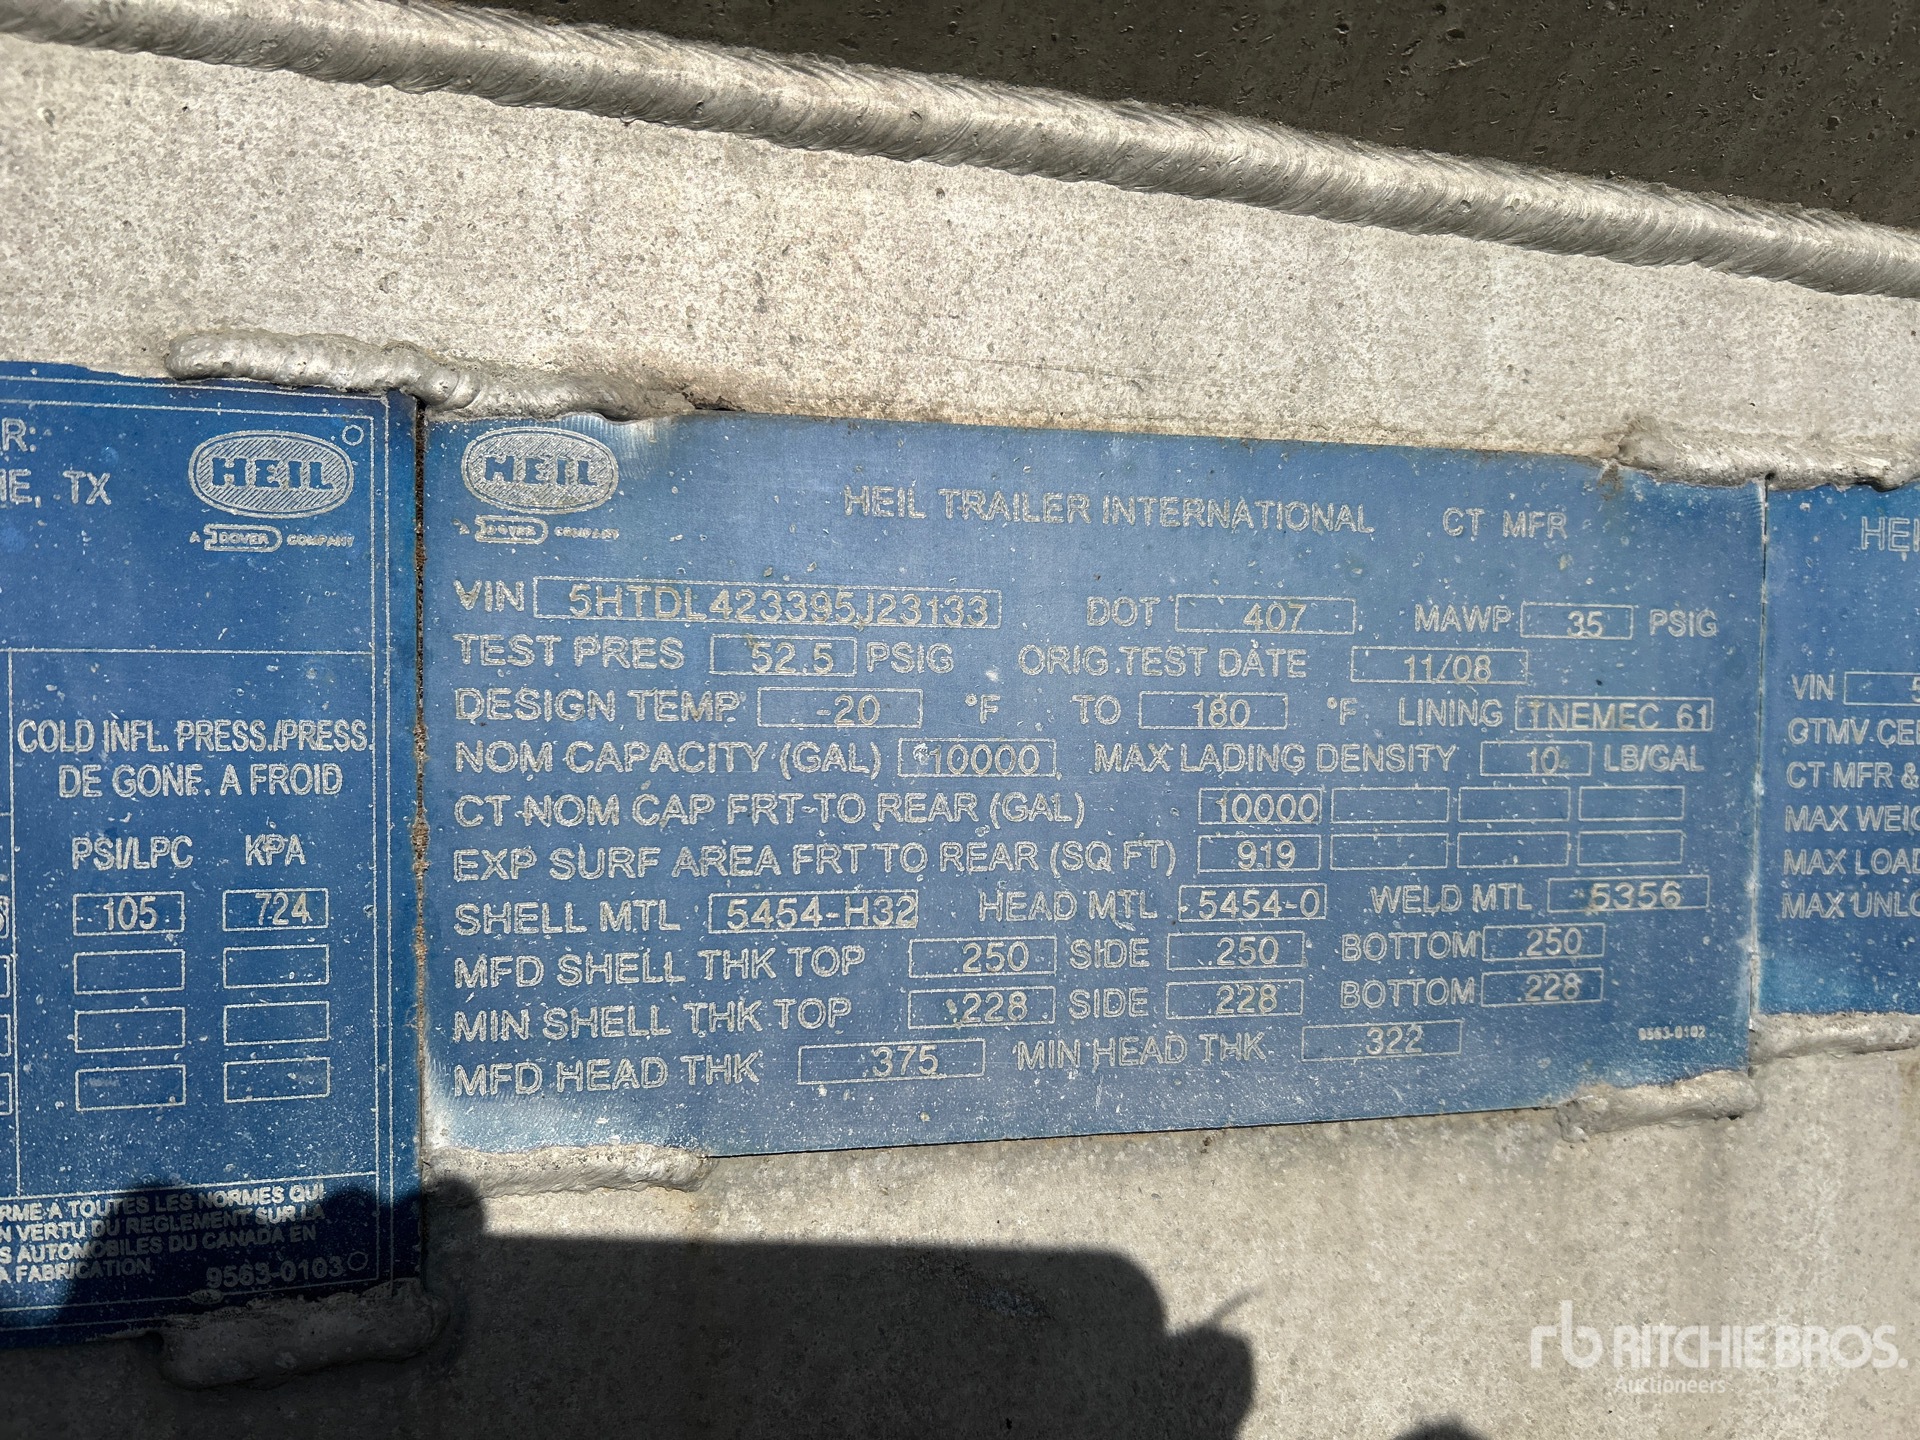 R:
IE, TX
HEIL
A DOVER COMPANY
COLD INFL. PRESS./PRESS.
DE GONF. A FROID
PSI/LPC KPA
105 724
RME A TOUTES LES NORMES QUI
N VERTU DU REGLEMENT SUR LA
S AUTOMOBILES DU CANADA EN
A FABRICATION.
9563-0103
HEIL
A DOVER COMPANY
HEIL TRAILER INTERNATIONAL CT MFR
VIN 5HTDL423395J23133 DOT 407 MAWP 35 PSIG
TEST PRES 52.5 PSIG ORIG.TEST DATE 11/08
DESIGN TEMP. -20 °F TO 180 °F LINING TNEMEC 61
NOM CAPACITY (GAL) 10000 MAX LADING DENSITY 10 LB/GAL
CT NOM CAP FRT TO REAR (GAL) 10000
EXP SURF AREA FRT TO REAR (SQ FT) 919
SHELL MTL 5454-H32 HEAD MTL 5454-0 WELD MTL 5356
MFD SHELL THK TOP .250 SIDE .250 BOTTOM .250
MIN SHELL THK TOP .228 SIDE .228 BOTTOM .228
MFD HEAD THK .375 MIN HEAD THK .322
9563-0102
HEI
VIN 5
QTMV CE
CT MFR &
MAX WEIG
MAX LOAD
MAX UNLO
rb RITCHIE BROS.
Auctioneers